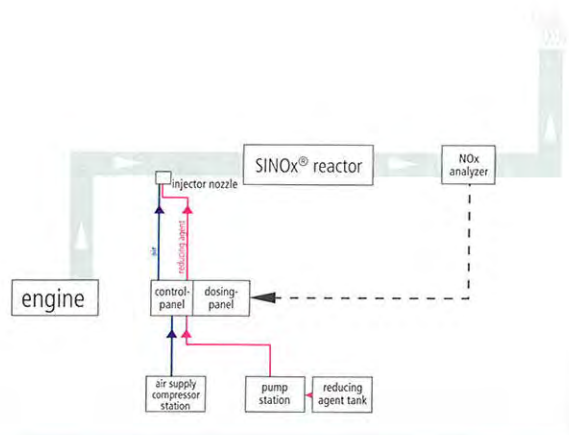 SINOx® reactor
NOx
analyzer
injector nozzle
air
reducing agent
engine
control-
panel
dosing-
panel
air supply
compressor
station
pump
station
reducing
agent tank